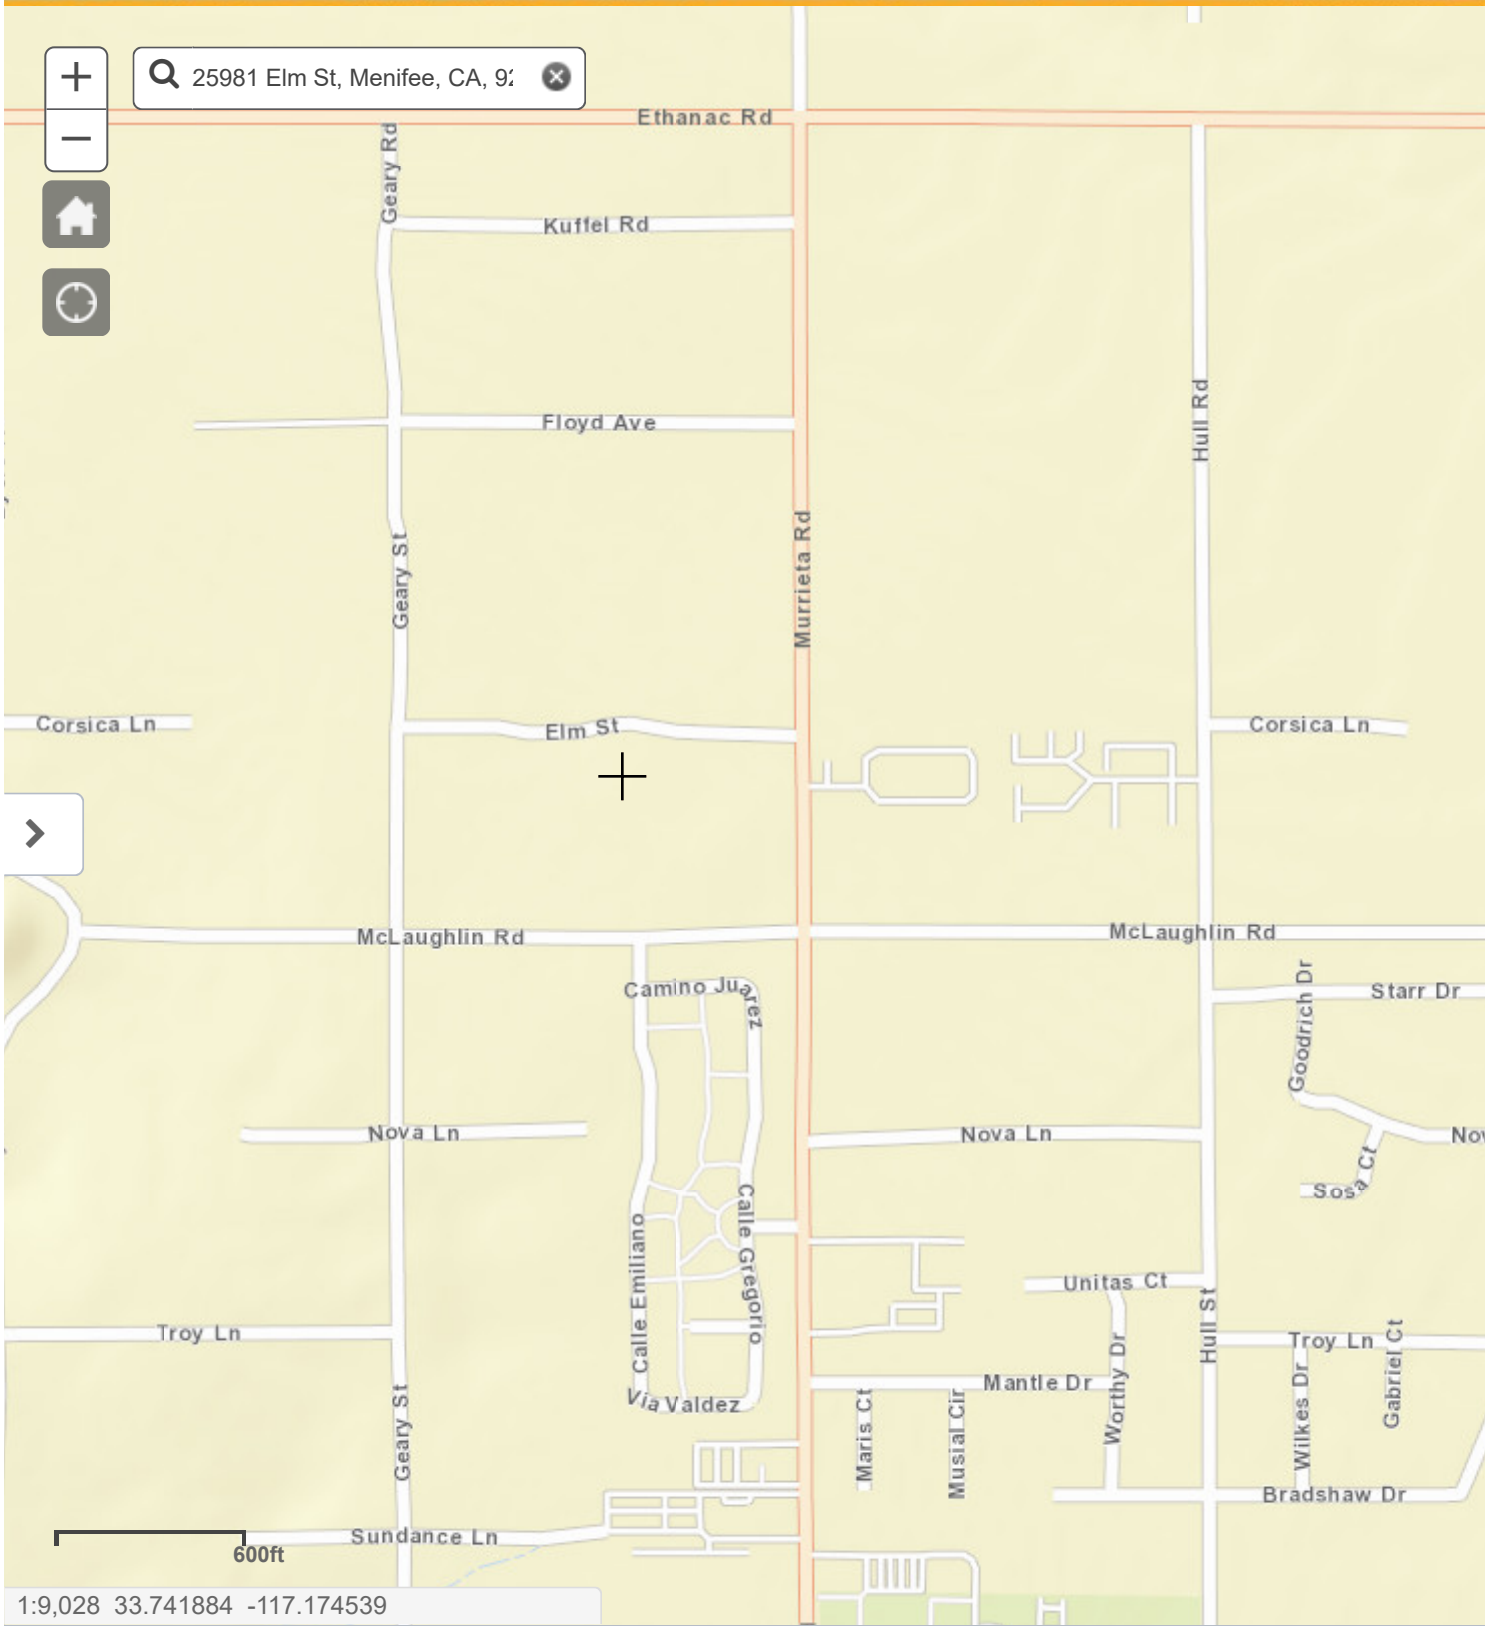 25981 Elm St, Menifee, CA, 92
Ethanac Rd
Geary Rd
Kuffel Rd
Hull Rd
Floyd Ave
Murrieta Rd
Geary St
Corsica Ln
Elm St
Corsica Ln
McLaughlin Rd
McLaughlin Rd
Camino Juarez
Goodrich Dr
Starr Dr
Nova Ln
Nova Ln
Sosa Ct
Calle Emiliano
Calle Gregorio
Unitas Ct
Hull St
Troy Ln
Troy Ln
Gabriel Ct
Worthy Dr
Wilkes Dr
Mantle Dr
Via Valdez
Geary St
Maris Ct
Musial Cir
Bradshaw Dr
Sundance Ln
600ft
1:9,028 33.741884 -117.174539